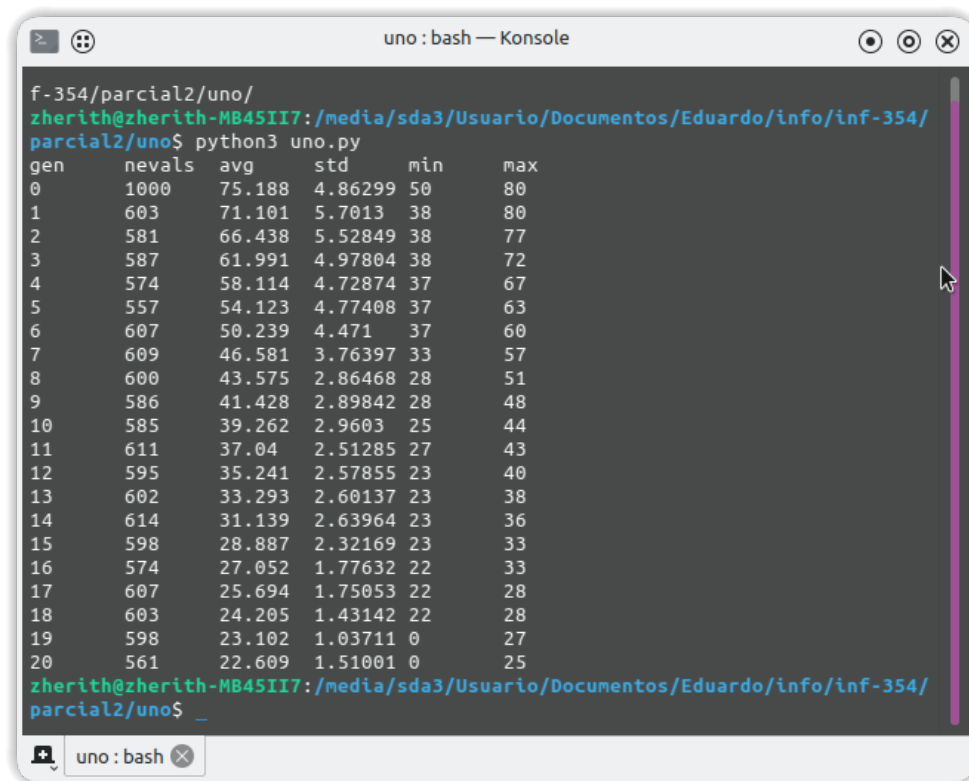 uno : bash — Konsole
f-354/parcial2/uno/
zherith@zherith-MB45II7:/media/sda3/Usuario/Documentos/Eduardo/info/inf-354/
parcial2/uno$ python3 uno.py
gen nevals avg std min max
0 1000 75.188 4.86299 50 80
1 603 71.101 5.7013 38 80
2 581 66.438 5.52849 38 77
3 587 61.991 4.97804 38 72
4 574 58.114 4.72874 37 67
5 557 54.123 4.77408 37 63
6 607 50.239 4.471 37 60
7 609 46.581 3.76397 33 57
8 600 43.575 2.86468 28 51
9 586 41.428 2.89842 28 48
10 585 39.262 2.9603 25 44
11 611 37.04 2.51285 27 43
12 595 35.241 2.57855 23 40
13 602 33.293 2.60137 23 38
14 614 31.139 2.63964 23 36
15 598 28.887 2.32169 23 33
16 574 27.052 1.77632 22 33
17 607 25.694 1.75053 22 28
18 603 24.205 1.43142 22 28
19 598 23.102 1.03711 0 27
20 561 22.609 1.51001 0 25
zherith@zherith-MB45II7:/media/sda3/Usuario/Documentos/Eduardo/info/inf-354/
parcial2/uno$ _
uno : bash